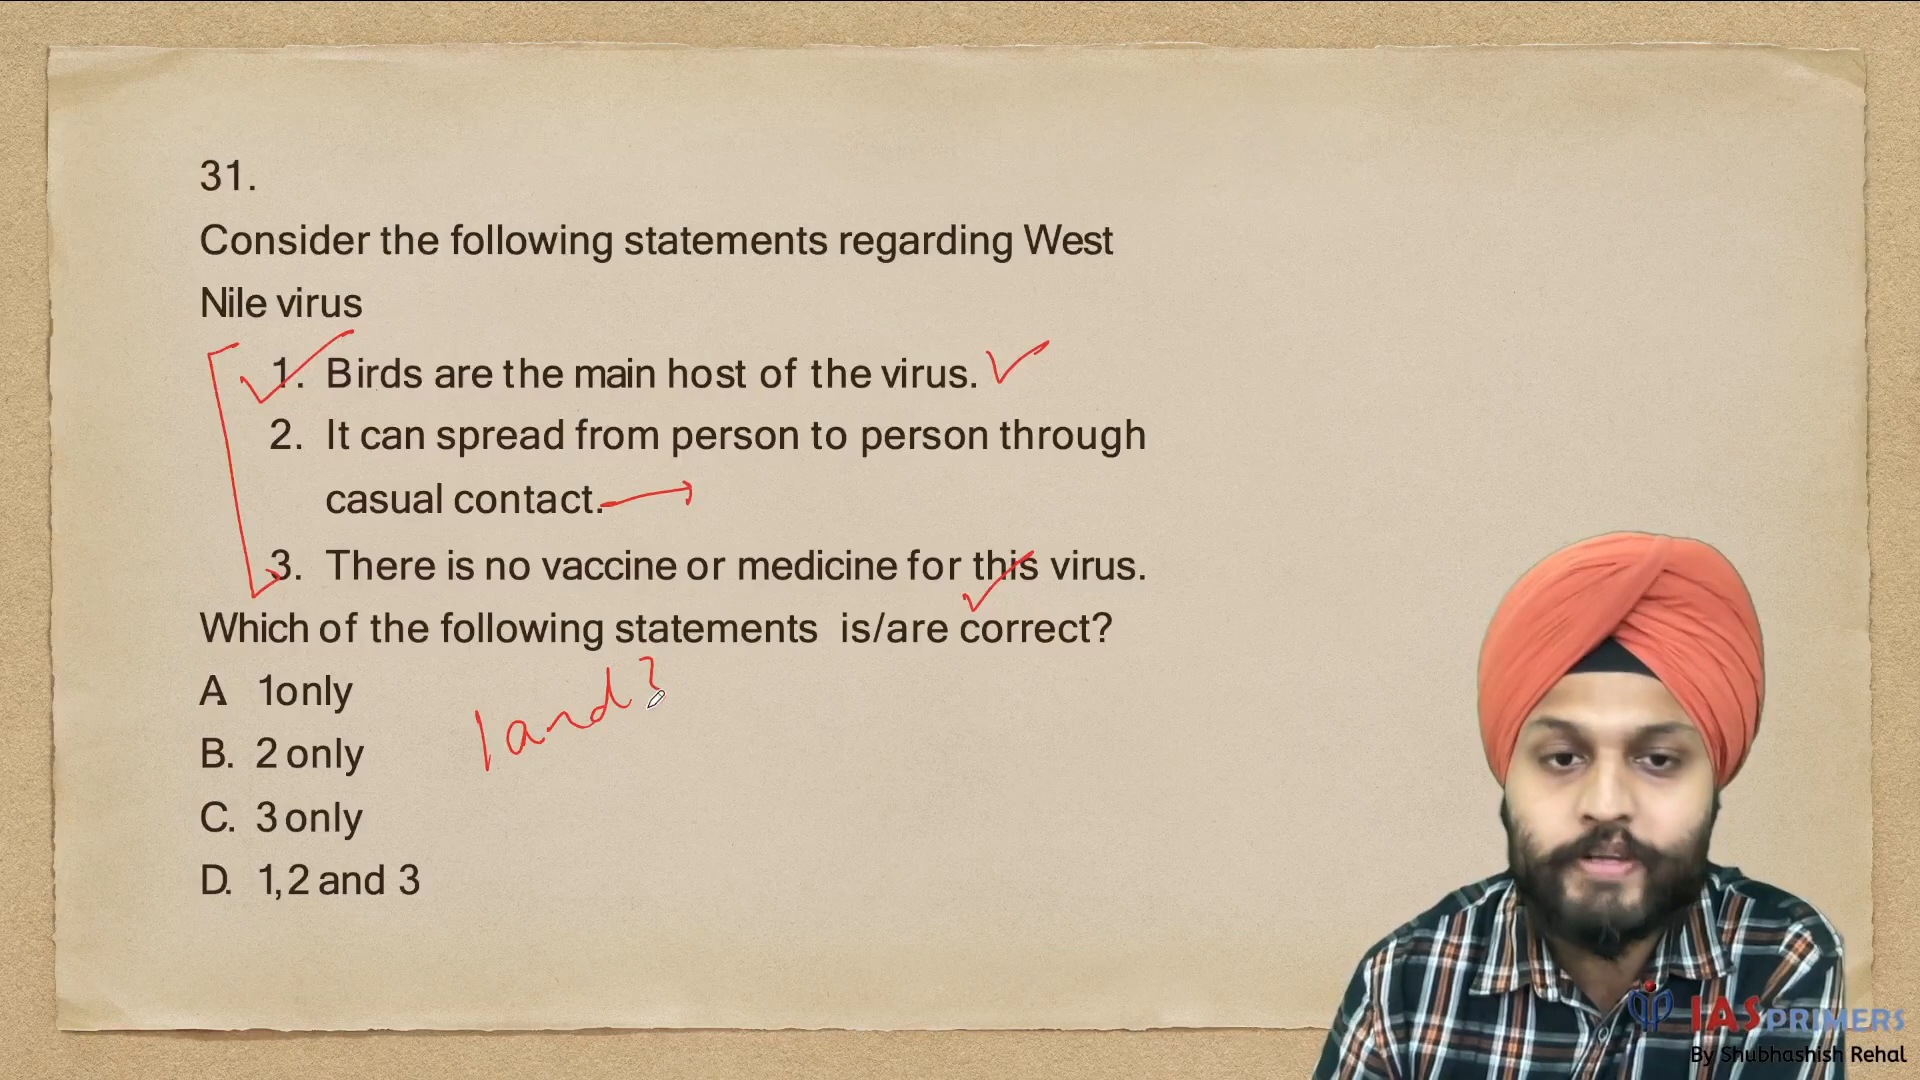 31.
Consider the following statements regarding West
Nile virus
1. Birds are the main host of the virus.
2. It can spread from person to person through
casual contact.
3. There is no vaccine or medicine for this virus.
Which of the following statements is/are correct?
A 1only
B. 2 only
C. 3 only
D. 1,2 and 3
1 and 3
IASPRIMERS
By Shubhashish Rehal